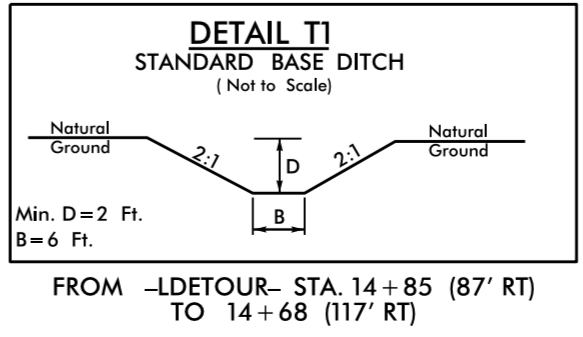 DETAIL T1
STANDARD BASE DITCH
( Not to Scale)
Natural
Ground
2:1
D
2:1
Natural
Ground
B
Min. D=2 Ft.
B=6 Ft.
FROM –LDETOUR– STA. 14+85 (87' RT)
TO 14+68 (117' RT)